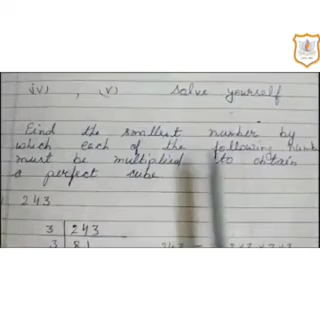 (iv) , (v) Solve yourself
Find the smallest number by
which each of the following
must be multiplied to obtain
a perfect cube
243
3 | 243
3 | 81